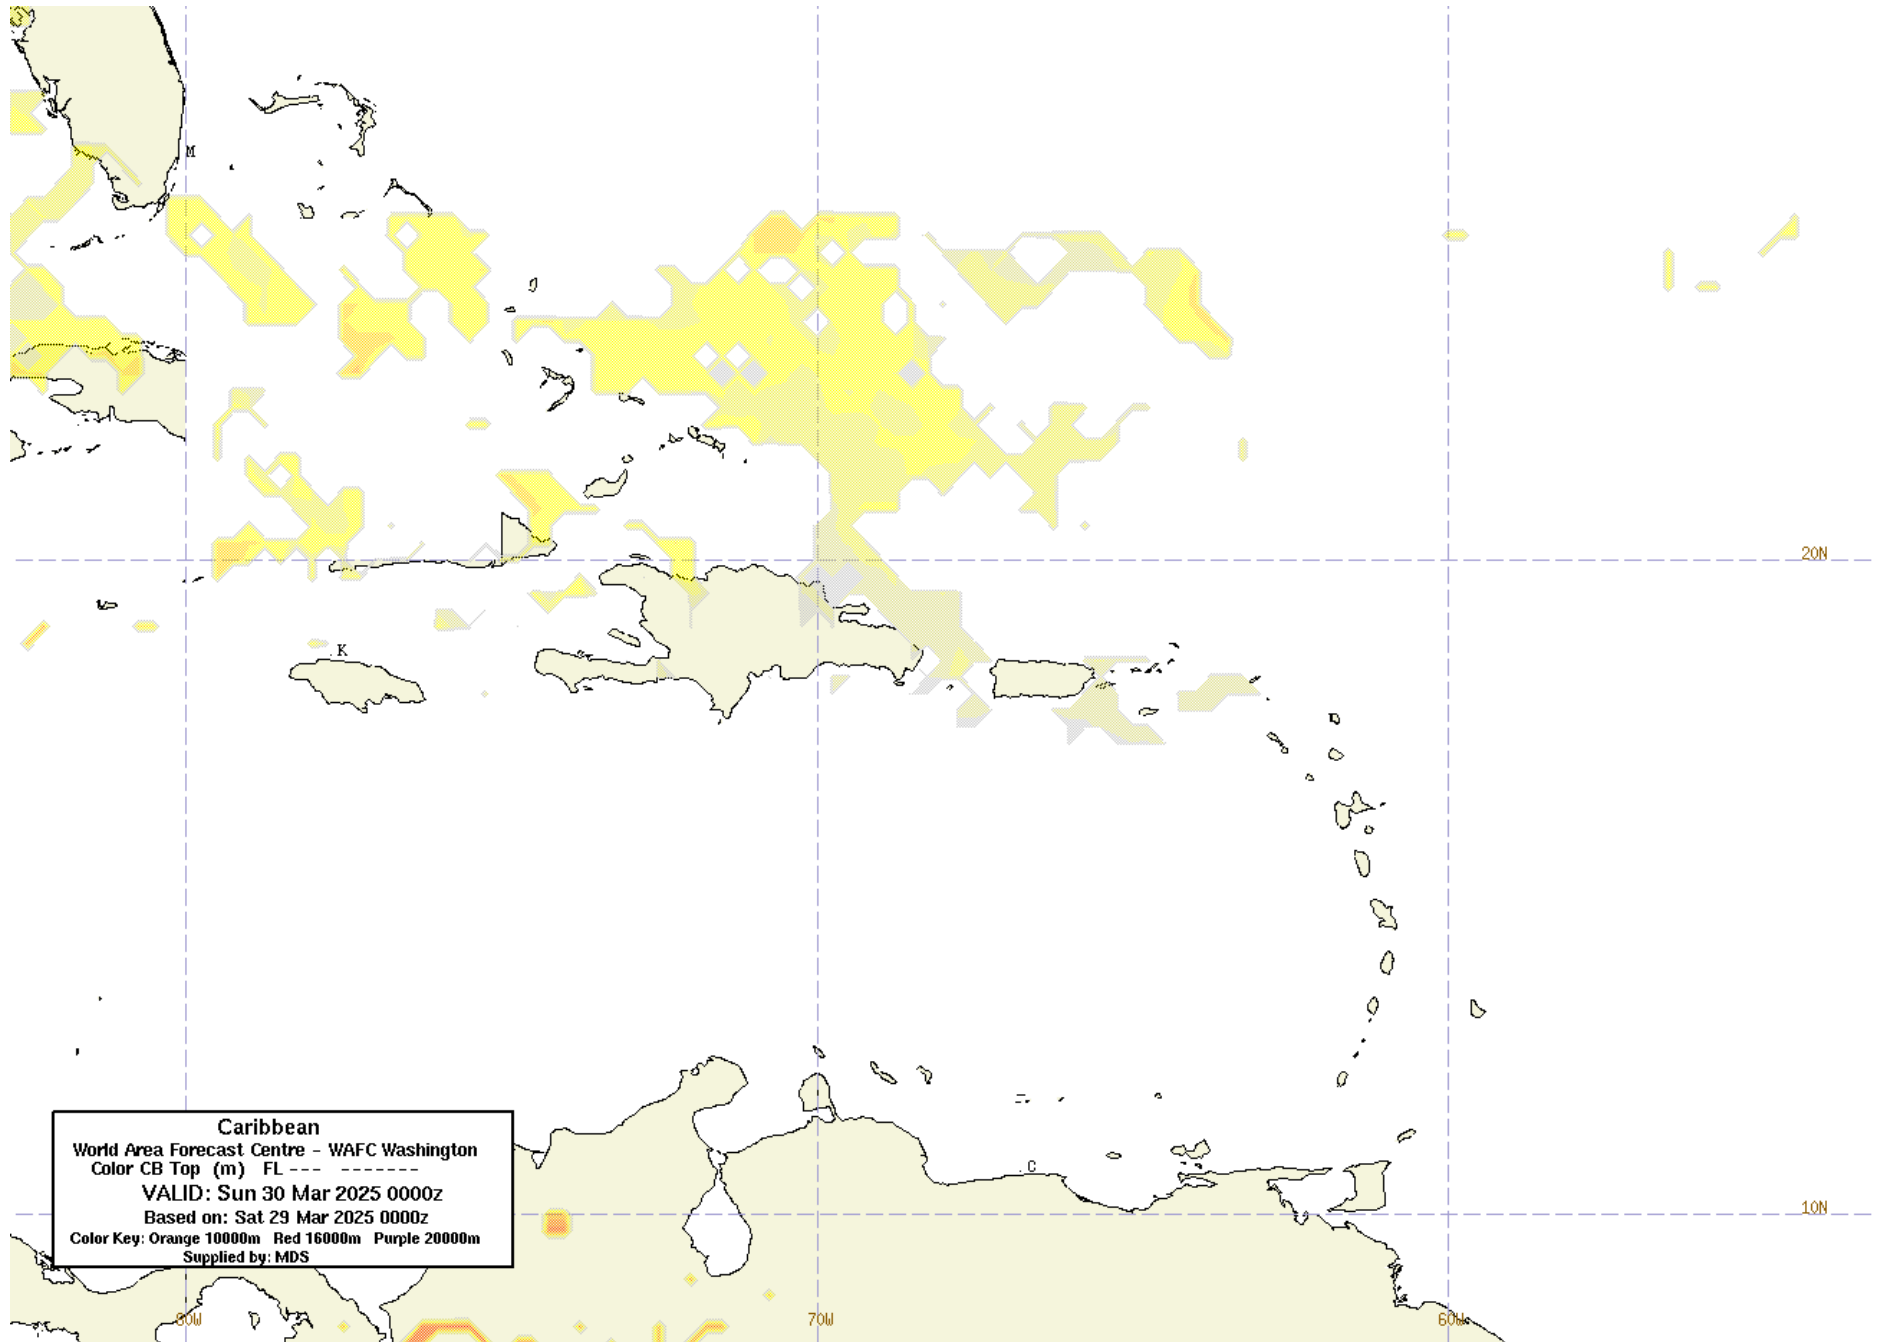 M
20N
K
C
Caribbean
World Area Forecast Centre - WAFC Washington
Color CB Top (m) FL --- -------
VALID: Sun 30 Mar 2025 0000z
Based on: Sat 29 Mar 2025 0000z
Color Key: Orange 10000m Red 16000m Purple 20000m
Supplied by: MDS
10N
80W
70W
60W